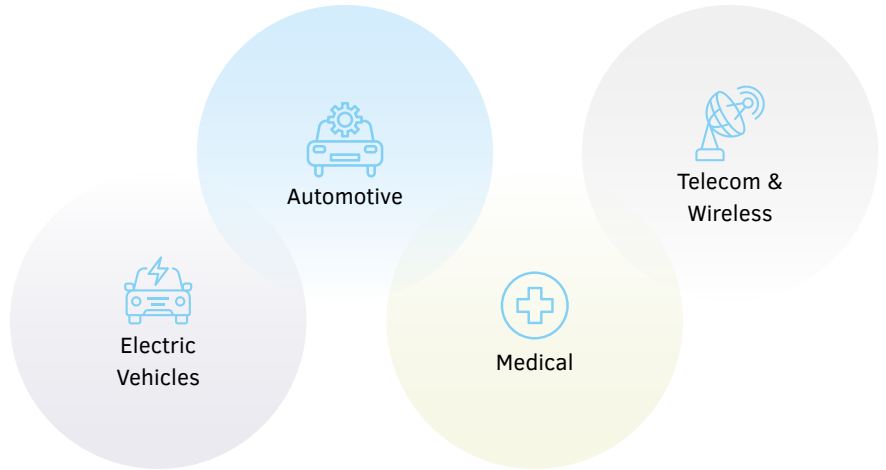 Electric
Vehicles
Automotive
Medical
Telecom &
Wireless